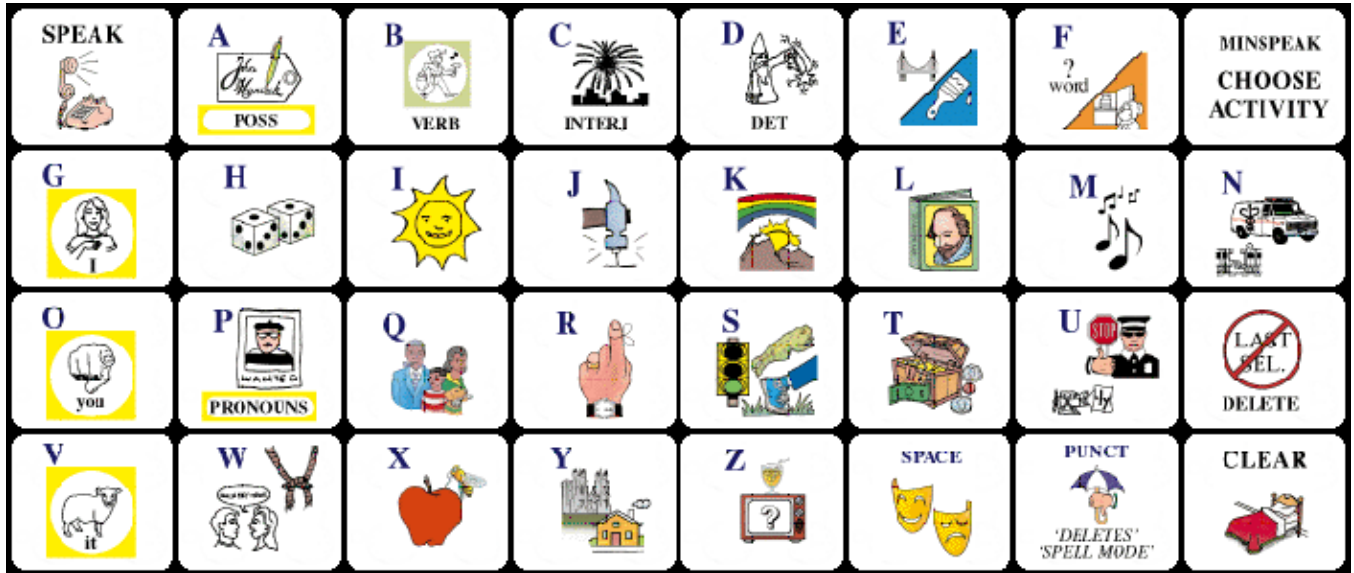 SPEAK
A
POSS
B
VERB
C
INTERJ
D
DET
E
F
?
word
MINSPEAK
CHOOSE
ACTIVITY
G
I
H
I
J
K
L
M
N
O
you
P
WANTED
PRONOUNS
Q
R
S
T
U
STOP
LAST
SEL.
DELETE
V
it
W
X
Y
Z
?
SPACE
PUNCT
'DELETES'
'SPELL MODE'
CLEAR